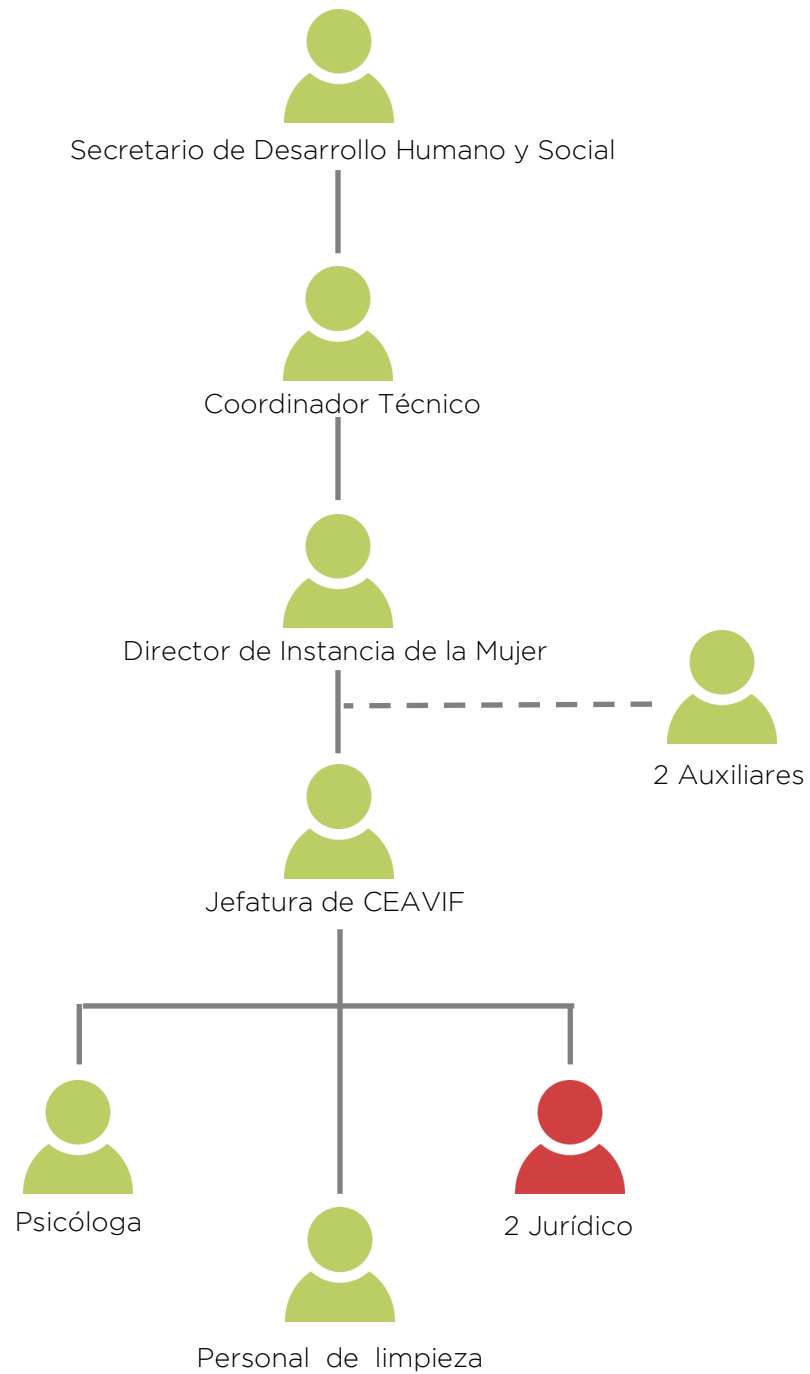 Secretario de Desarrollo Humano y Social
Coordinador Técnico
Director de Instancia de la Mujer
2 Auxiliares
Jefatura de CEAVIF
Psicóloga
2 Jurídico
Personal de limpieza